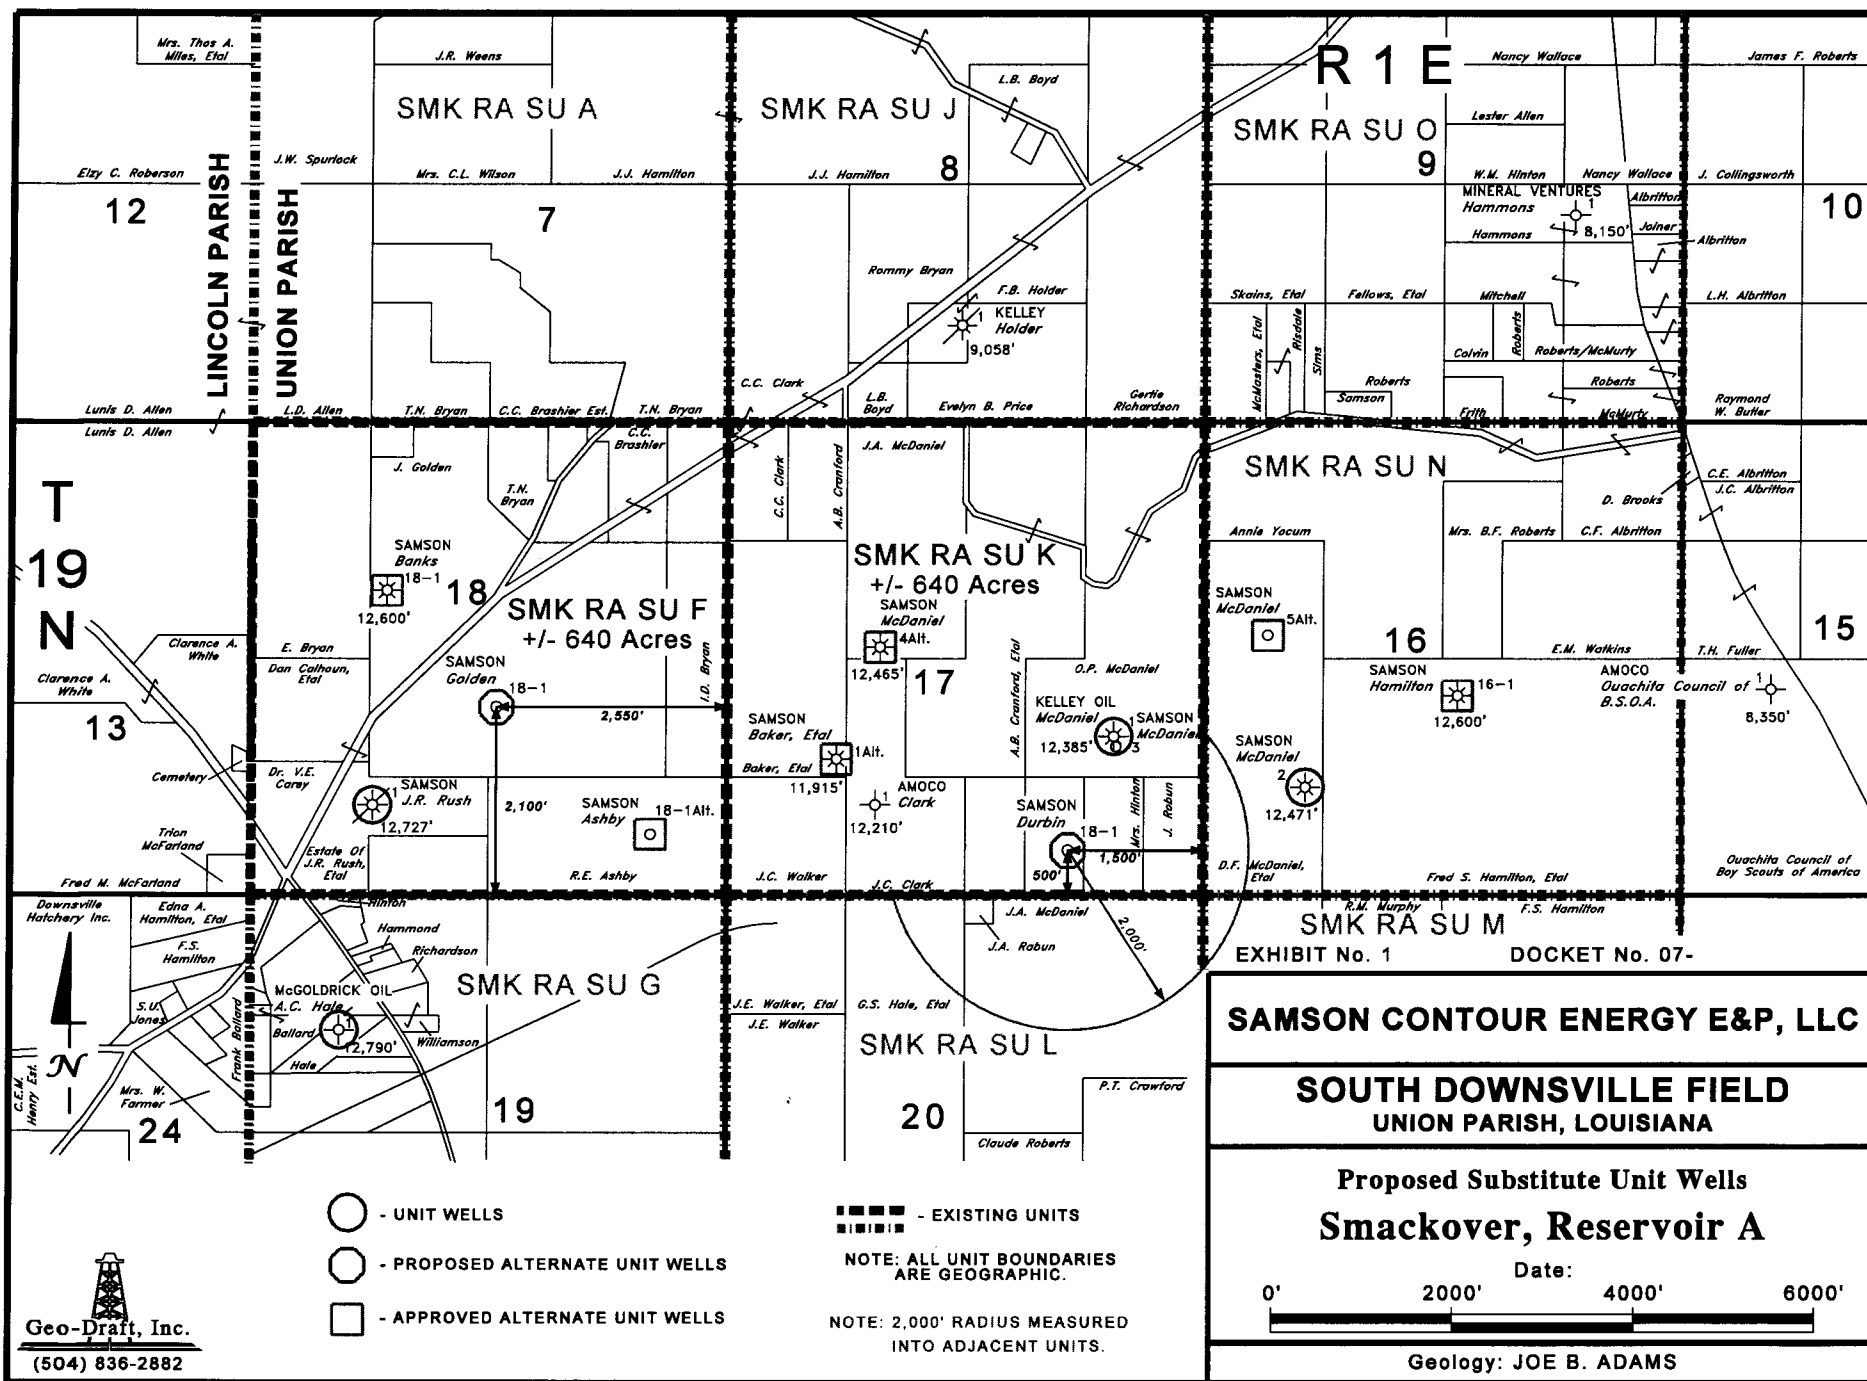 Mrs. Thos A.
Miles, Etal
J.R. Weens
L.B. Boyd
R 1 E
Nancy Wallace
James F. Roberts
SMK RA SU A
SMK RA SU J
SMK RA SU O
Lester Allen
9
Elzy C. Roberson
12
LINCOLN PARISH
UNION PARISH
J.W. Spurlock
Mrs. C.L. Wilson
J.J. Hamilton
7
J.J. Hamilton
8
W.M. Hinton
Nancy Wallace
J. Collingsworth
MINERAL VENTURES
Hammons
1
8,150'
Hammons
Albritton
Joiner
Albritton
10
Rommy Bryan
F.B. Holder
KELLEY
Holder
1
9,058'
Skains, Etal
Fellows, Etal
Mitchell
L.H. Albritton
McMasters, Etal
Risdale
Sims
Roberts
Colvin
Roberts/McMurty
Roberts
Samson
Roberts
Frith
McMurty
Raymond
W. Butler
Lunis D. Allen
Lunis D. Allen
L.D. Allen
T.N. Bryan
C.C. Brashier Est.
T.N. Bryan
C.C. Clark
L.B.
Boyd
Evelyn B. Price
Gertie
Richardson
C.C.
Brashier
J. Golden
T.N.
Bryan
C.C. Clark
A.B. Cranford
J.A. McDaniel
SMK RA SU N
C.E. Albritton
J.C. Albritton
D. Brooks
T
19
N
SAMSON
Banks
18-1
12,600'
18
SMK RA SU F
+/- 640 Acres
SMK RA SU K
+/- 640 Acres
Annie Yocum
Mrs. B.F. Roberts
C.F. Albritton
SAMSON
McDaniel
4Alt.
12,465'
SAMSON
McDaniel
5Alt.
16
15
Clarence A.
White
Clarence A.
White
13
E. Bryan
Dan Calhoun,
Etal
SAMSON
Golden
18-1
2,550'
I.D. Bryan
17
A.B. Cranford, Etal
O.P. McDaniel
E.M. Watkins
T.H. Fuller
SAMSON
Hamilton
16-1
12,600'
AMOCO
Ouachita Council of
B.S.O.A.
1
8,350'
SAMSON
Baker, Etal
1Alt.
Baker, Etal
11,915'
KELLEY OIL
McDaniel
1
12,385'
SAMSON
McDaniel
3
SAMSON
McDaniel
2
12,471'
Cemetery
Dr. V.E.
Carey
SAMSON
J.R. Rush
1
12,727'
2,100'
SAMSON
Ashby
18-1Alt.
AMOCO
Clark
12,210'
SAMSON
Durbin
18-1
1,500'
500'
Mrs. Hinton
J. Robun
Trion
McFarland
Fred M. McFarland
Estate Of
J.R. Rush,
Etal
R.E. Ashby
J.C. Walker
J.C. Clark
D.F. McDaniel,
Etal
Fred S. Hamilton, Etal
Ouachita Council of
Boy Scouts of America
Downsville
Hatchery Inc.
Edna A.
Hamilton, Etal
F.S.
Hamilton
Hinton
Hammond
Richardson
J.A. McDaniel
J.A. Rabun
2,000'
R.M. Murphy
F.S. Hamilton
SMK RA SU M
EXHIBIT No. 1
DOCKET No. 07-
SMK RA SU G
McGOLDRICK OIL
A.C. Hale
1
12,790'
S.U.
Jones
Frank Ballard
Ballard
Williamson
Hale
N
C.E.M.
Henry Est.
Mrs. W.
Farmer
24
19
J.E. Walker, Etal
J.E. Walker
G.S. Hale, Etal
SMK RA SU L
20
P.T. Crawford
Claude Roberts
SAMSON CONTOUR ENERGY E&P, LLC
SOUTH DOWNSVILLE FIELD
UNION PARISH, LOUISIANA
Proposed Substitute Unit Wells
Smackover, Reservoir A
Date:
0' 2000' 4000' 6000'
Geology: JOE B. ADAMS
- UNIT WELLS
- PROPOSED ALTERNATE UNIT WELLS
- APPROVED ALTERNATE UNIT WELLS
- EXISTING UNITS
NOTE: ALL UNIT BOUNDARIES
ARE GEOGRAPHIC.
NOTE: 2,000' RADIUS MEASURED
INTO ADJACENT UNITS.
Geo-Draft, Inc.
(504) 836-2882